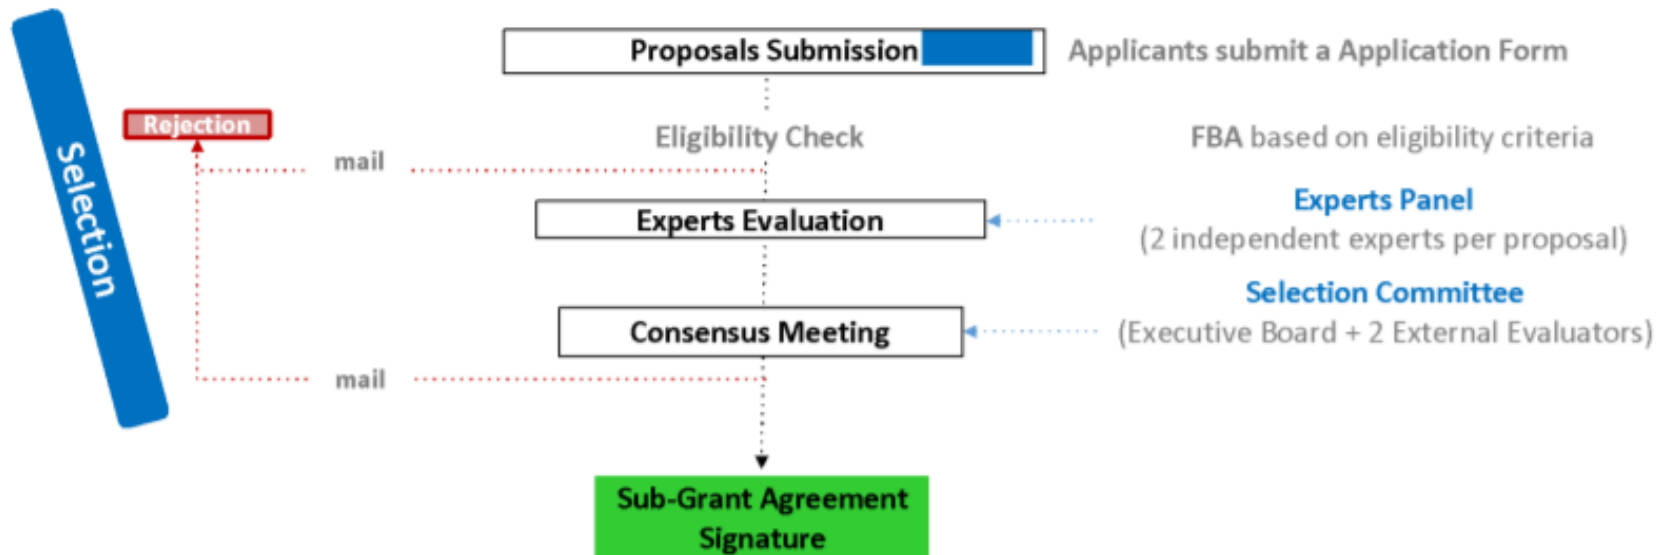 Selection
Proposals Submission
Applicants submit a Application Form
Rejection
Eligibility Check
FBA based on eligibility criteria
mail
Experts Evaluation
Experts Panel
(2 independent experts per proposal)
Consensus Meeting
Selection Committee
(Executive Board + 2 External Evaluators)
mail
Sub-Grant Agreement
Signature